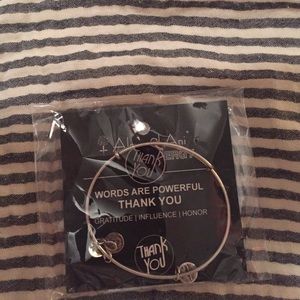 THANK
YOU
WORDS ARE POWERFUL
THANK YOU
GRATITUDE | INFLUENCE | HONOR
THANK
YOU